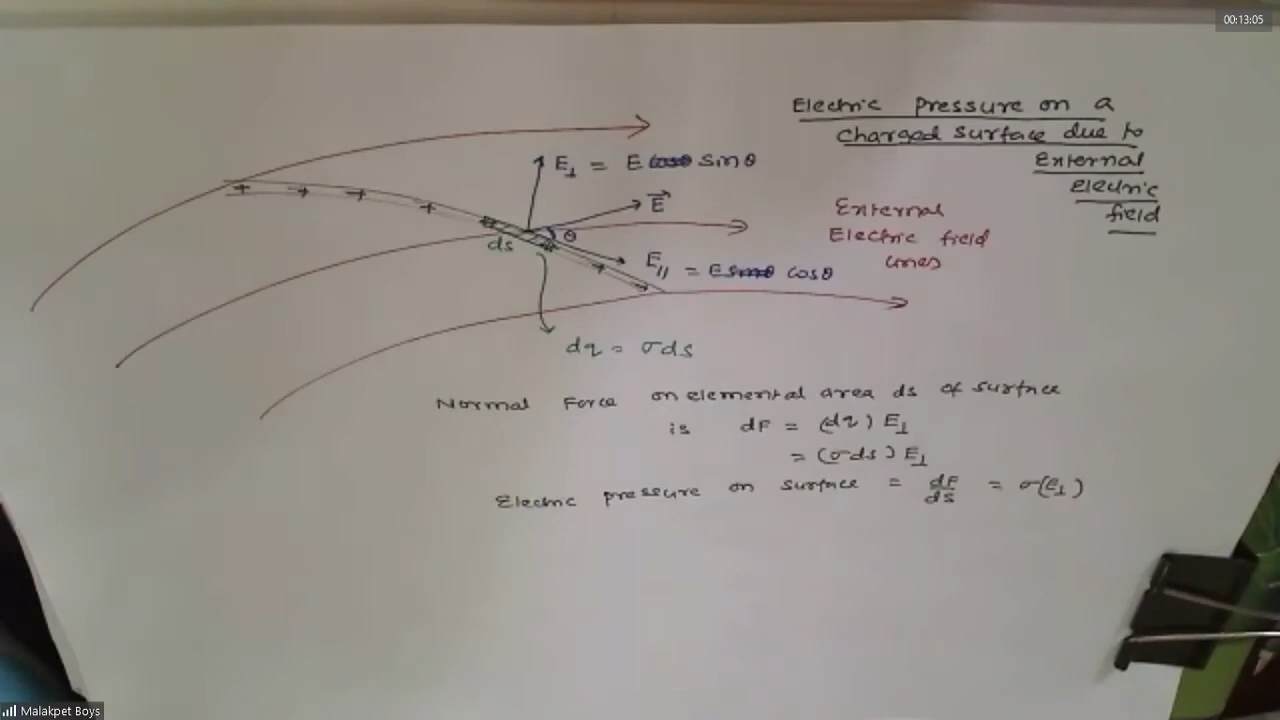 00:13:05
Electric Pressure on a
charged surface due to
External
Electric
field
E⊥ = E c̶o̶s̶θ̶ sinθ
E⃗
θ
ds
External
Electric field
lines
E// = E s̶i̶n̶θ̶ cosθ
dq = σds
Normal Force on elemental area ds of surface
is dF = (dq) E⊥
= (σds) E⊥
Electric pressure on surface = dF/ds = σ(E⊥)
Malakpet Boys